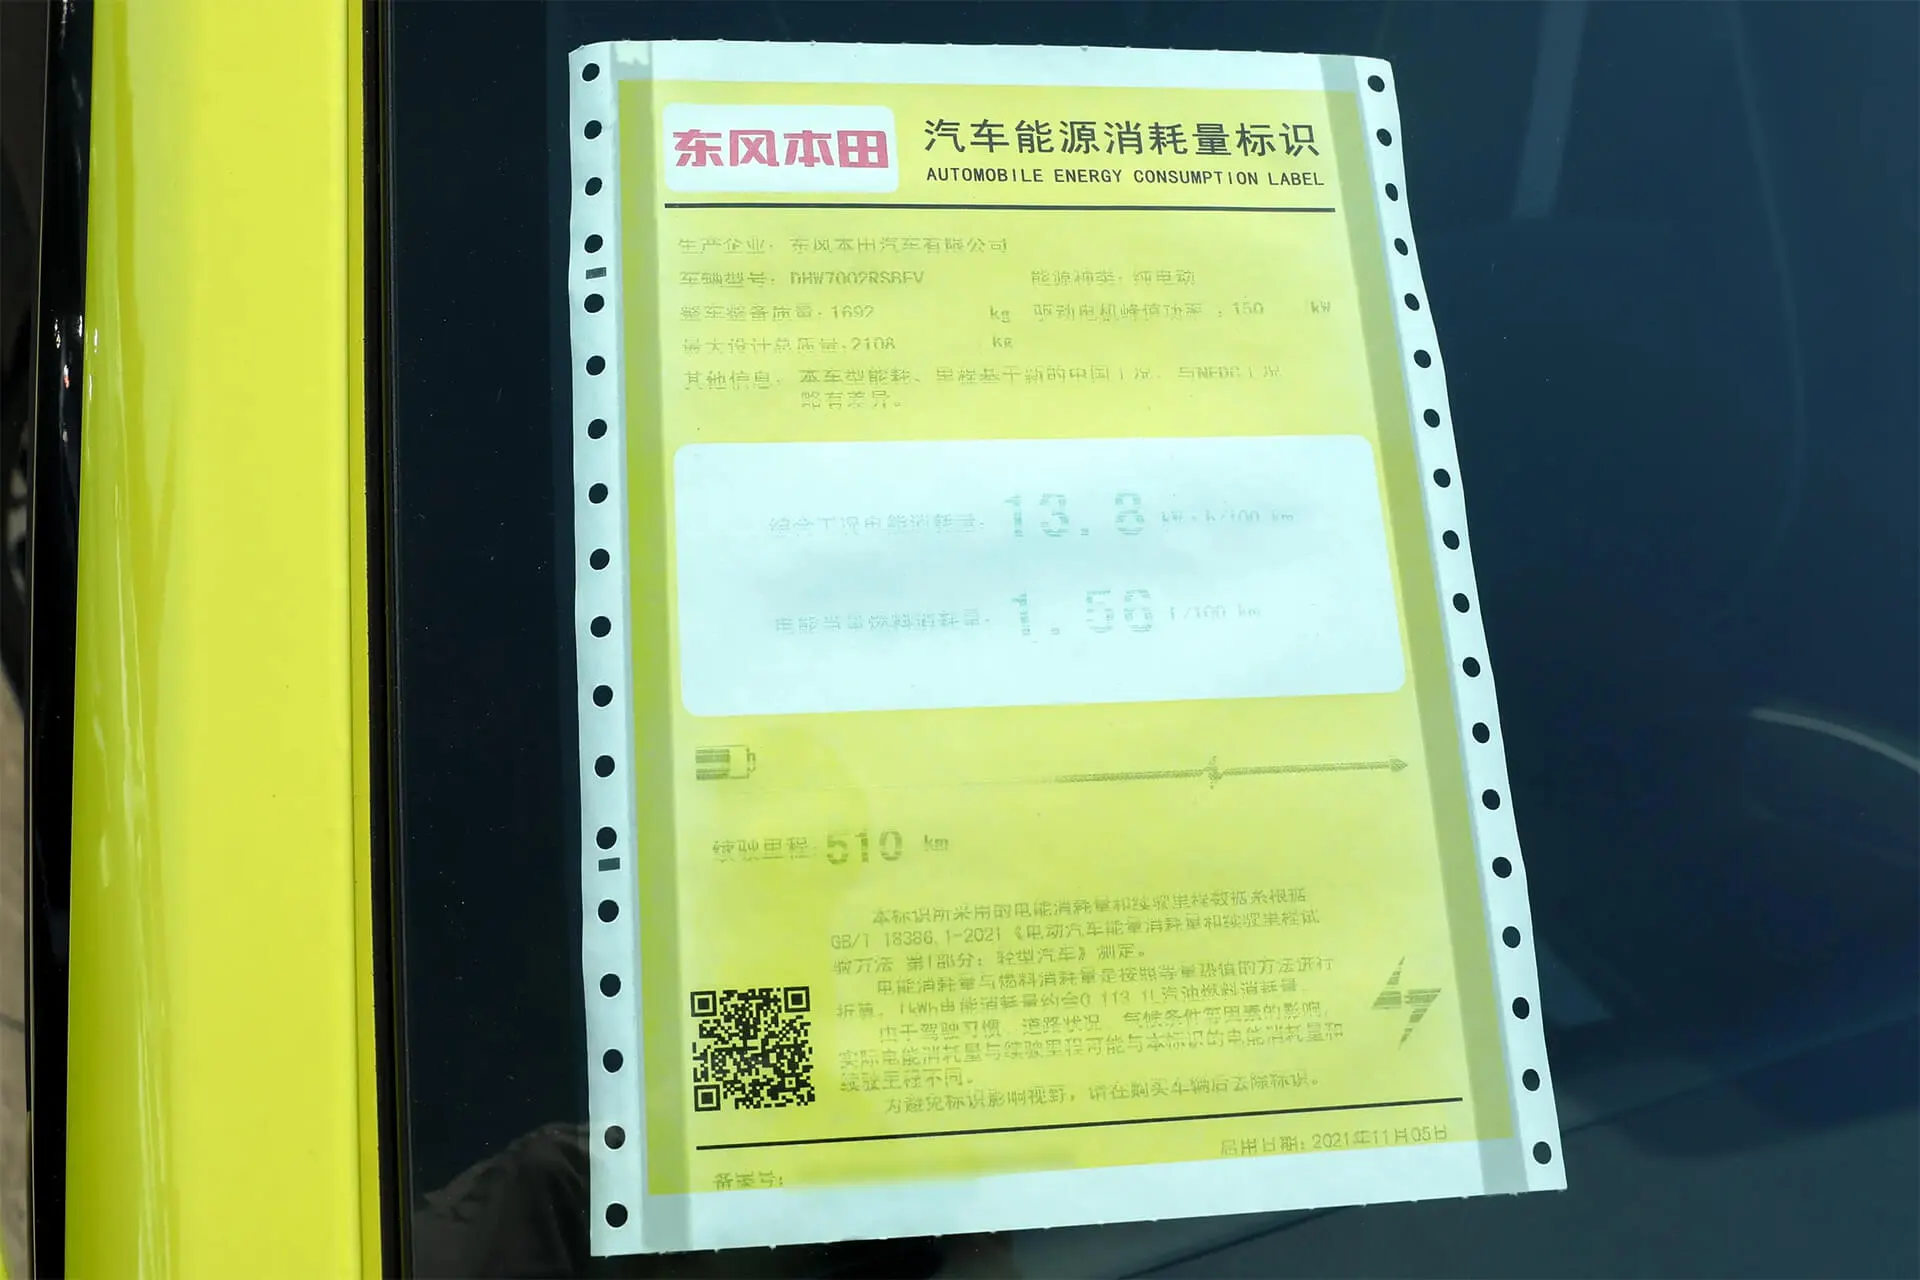 东风本田
汽车能源消耗量标识
AUTOMOBILE ENERGY CONSUMPTION LABEL
生产企业：东风本田汽车有限公司
车辆型号：DHW7002RSBEV 能源种类：纯电动
整车整备质量：1692 kg 驱动电机峰值功率：150 kW
最大设计总质量：2108 kg
其他信息：本车型能耗、里程基于新的中国工况，与NEDC工况
略有差异。
综合工况电能消耗量：13.8 kW·h/100 km
电能当量燃料消耗量：1.56 L/100 km
续驶里程：510 km
本标识所采用的电能消耗量和续驶里程数据系根据
GB/T 18386.1-2021《电动汽车能量消耗量和续驶里程试
验方法 第1部分：轻型汽车》测定。
电能消耗量与燃料消耗量是按照等量热值的方法进行
折算，1kWh电能消耗量约合0.113 1L汽油燃料消耗量。
由于驾驶习惯、道路状况、气候条件等因素的影响，
实际电能消耗量与续驶里程可能与本标识的电能消耗量和
续驶里程不同。
为避免标识影响视野，请在购买车辆后去除标识。
启用日期：2021年11月05日
备案号：